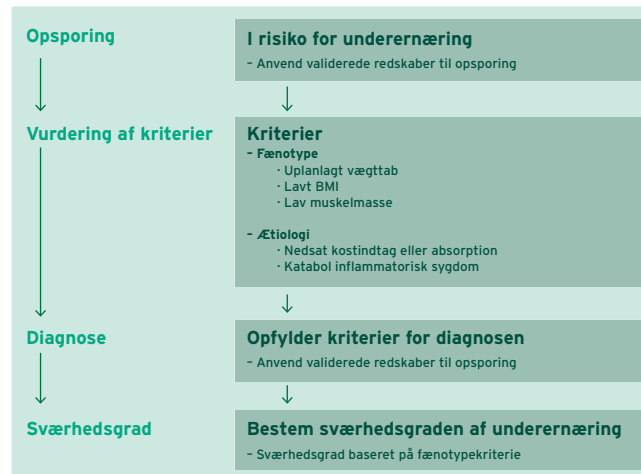 Opsporing
I risiko for underernæring
– Anvend validerede redskaber til opsporing
Vurdering af kriterier
Kriterier
– Fænotype
· Uplanlagt vægttab
· Lavt BMI
· Lav muskelmasse
– Ætiologi
· Nedsat kostindtag eller absorption
· Katabol inflammatorisk sygdom
Diagnose
Opfylder kriterier for diagnosen
– Anvend validerede redskaber til opsporing
Sværhedsgrad
Bestem sværhedsgraden af underernæring
– Sværhedsgrad baseret på fænotypekriterie